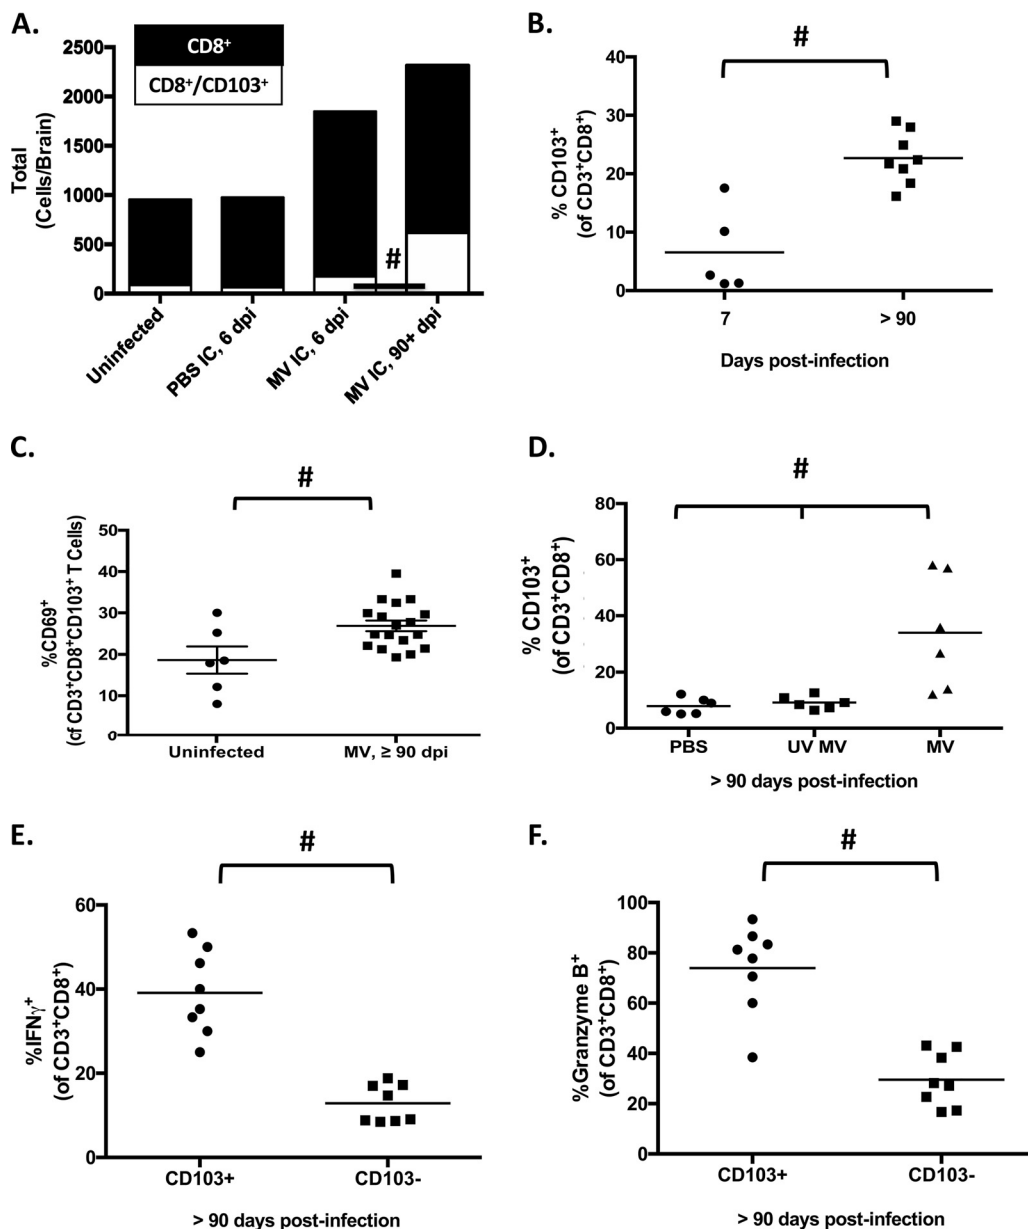 A.
CD8+
CD8+/CD103+
Total
(Cells/Brain)
2500
2000
1500
1000
500
0
#
Uninfected
PBS IC, 6 dpi
MV IC, 6 dpi
MV IC, 90+ dpi
B.
#
% CD103+
(of CD3+CD8+)
40
30
20
10
0
7
> 90
Days post-infection
C.
#
%CD69+
(of CD3+CD8+CD103+ T Cells)
50
40
30
20
10
0
Uninfected
MV, ≥ 90 dpi
D.
#
% CD103+
(of CD3+CD8+)
80
60
40
20
0
PBS
UV MV
MV
> 90 days post-infection
E.
#
%IFNγ+
(of CD3+CD8+)
60
40
20
0
CD103+
CD103-
> 90 days post-infection
F.
#
%Granzyme B+
(of CD3+CD8+)
100
80
60
40
20
0
CD103+
CD103-
> 90 days post-infection